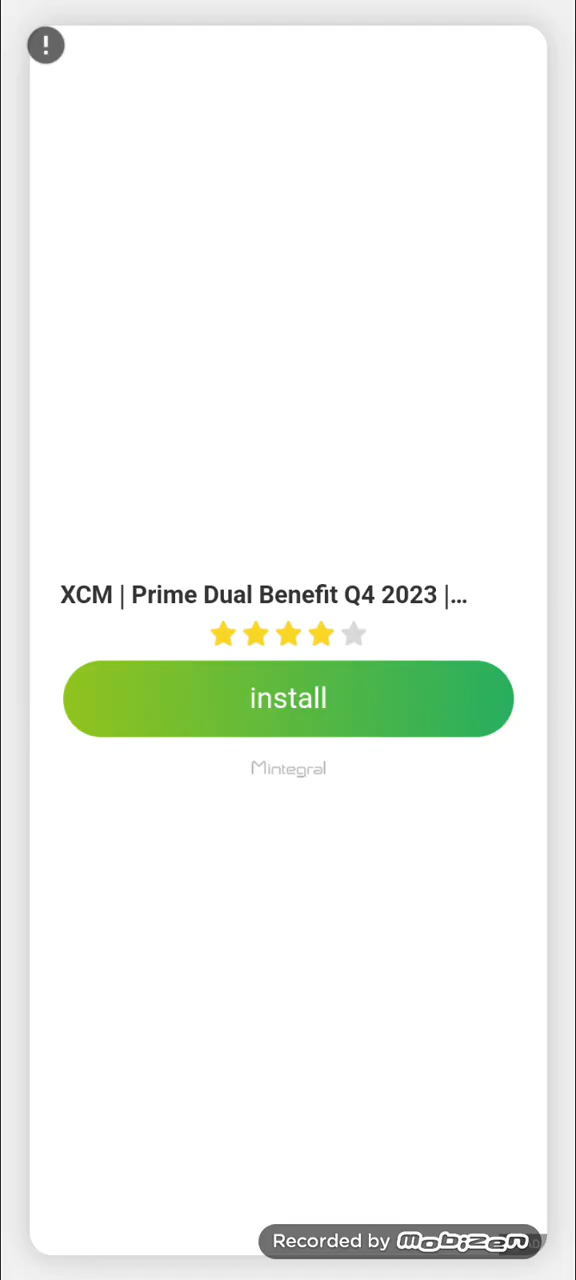 !
XCM | Prime Dual Benefit Q4 2023 |...
install
Mintegral
Recorded by mobizen